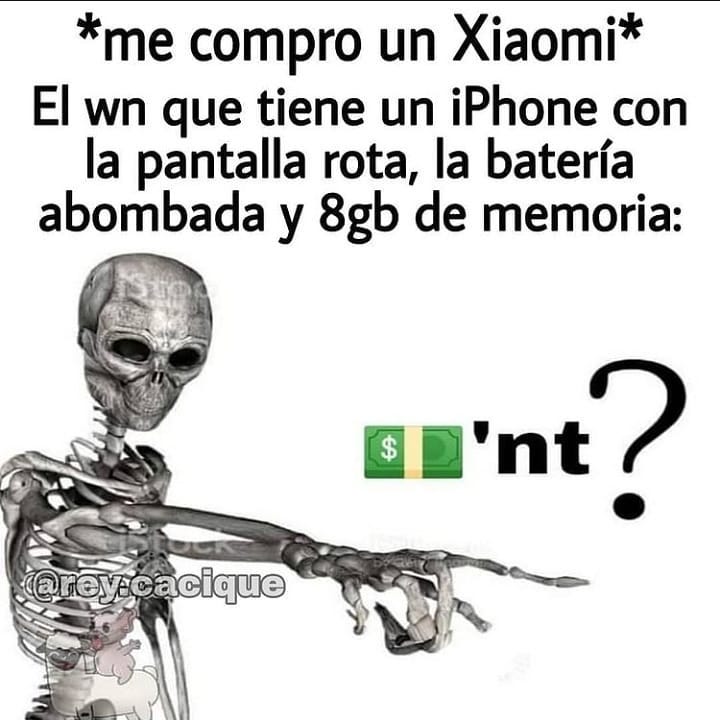 *me compro un Xiaomi*
El wn que tiene un iPhone con
la pantalla rota, la batería
abombada y 8gb de memoria:
'nt?
@rey.cacique